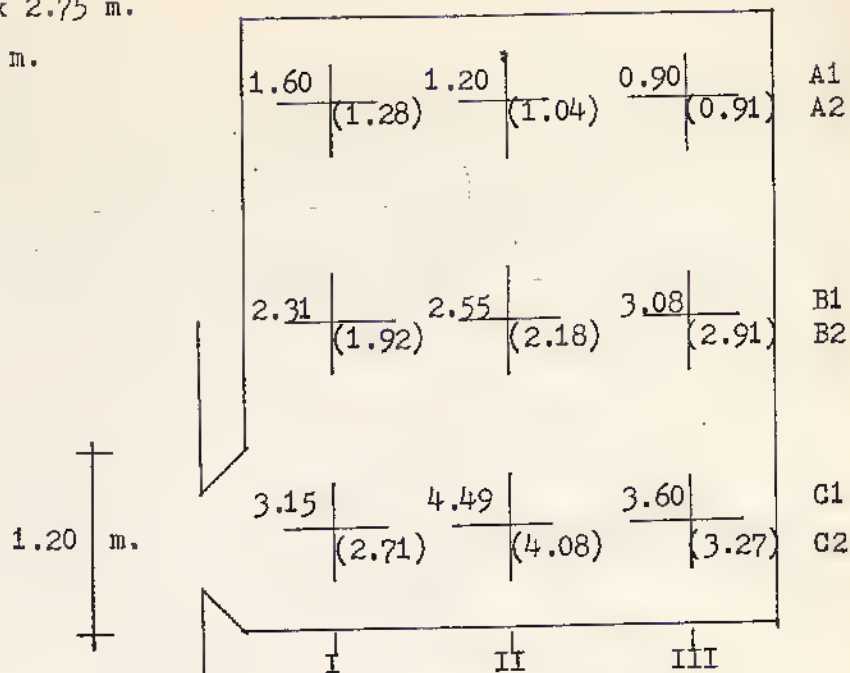 x 2.75 m.
m.
1.60 1.20 0.90 A1
(1.28) (1.04) (0.91) A2
2.31 2.55 3.08 B1
(1.92) (2.18) (2.91) B2
3.15 4.49 3.60 C1
1.20 m. (2.71) (4.08) (3.27) C2
I II III